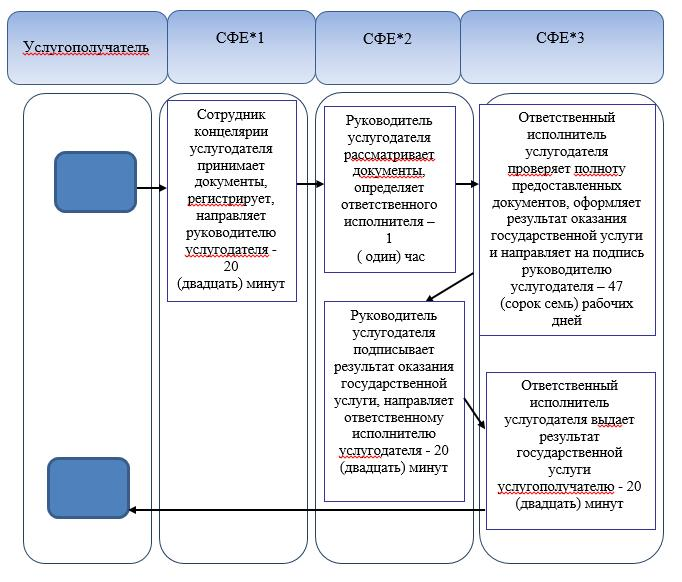 Услугополучатель
СФЕ*1
СФЕ*2
СФЕ*3
Сотрудник
концелярии
услугодателя
принимает
документы,
регистрирует,
направляет
руководителю
услугодателя -
20
(двадцать) минут
Руководитель
услугодателя
рассматривает
документы,
определяет
ответственного
исполнителя –
1
( один) час
Ответственный
исполнитель
услугодателя
проверяет полноту
предоставленных
документов, оформляет
результат оказания
государственной услуги
и направляет на подпись
руководителю
услугодателя – 47
(сорок семь) рабочих
дней
Руководитель
услугодателя
подписывает
результат оказания
государственной
услуги, направляет
ответственному
исполнителю
услугодателя - 20
(двадцать) минут
Ответственный
исполнитель
услугодателя выдает
результат
государственной
услуги
услугополучателю - 20
(двадцать) минут